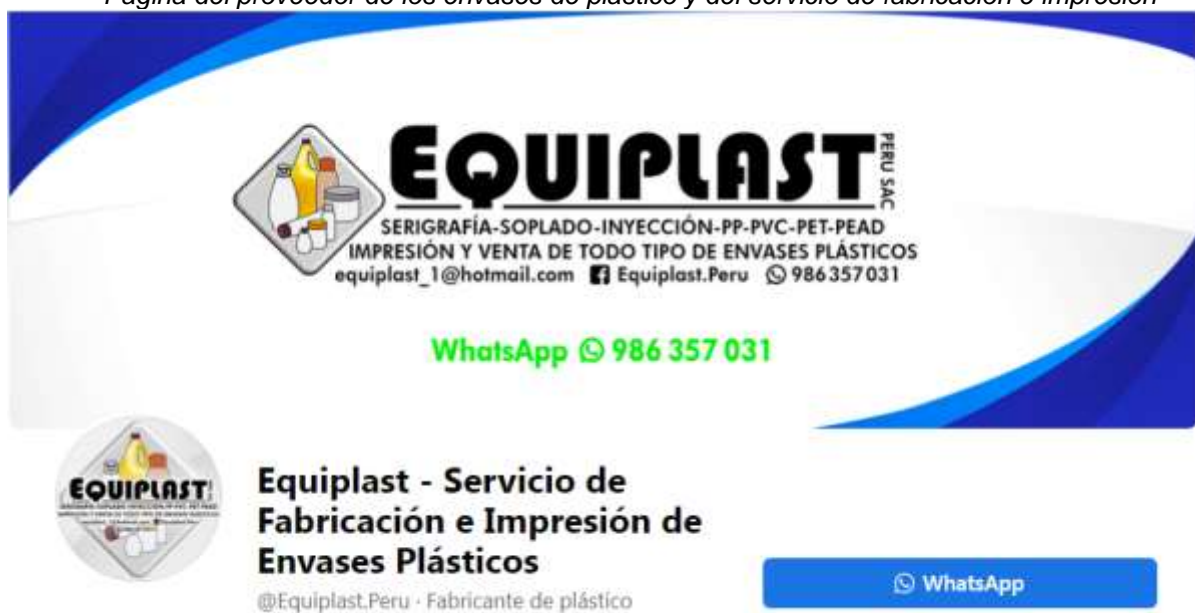 Página del proveedor de los envases de plástico y del servicio de fabricación e impresión
EQUIPLAST PERU SAC
SERIGRAFÍA-SOPLADO-INYECCIÓN-PP-PVC-PET-PEAD
IMPRESIÓN Y VENTA DE TODO TIPO DE ENVASES PLÁSTICOS
equiplast_1@hotmail.com Equiplast.Peru 986357031
WhatsApp 986 357 031
EQUIPLAST
Equiplast - Servicio de
Fabricación e Impresión de
Envases Plásticos
@Equiplast.Peru · Fabricante de plástico
WhatsApp